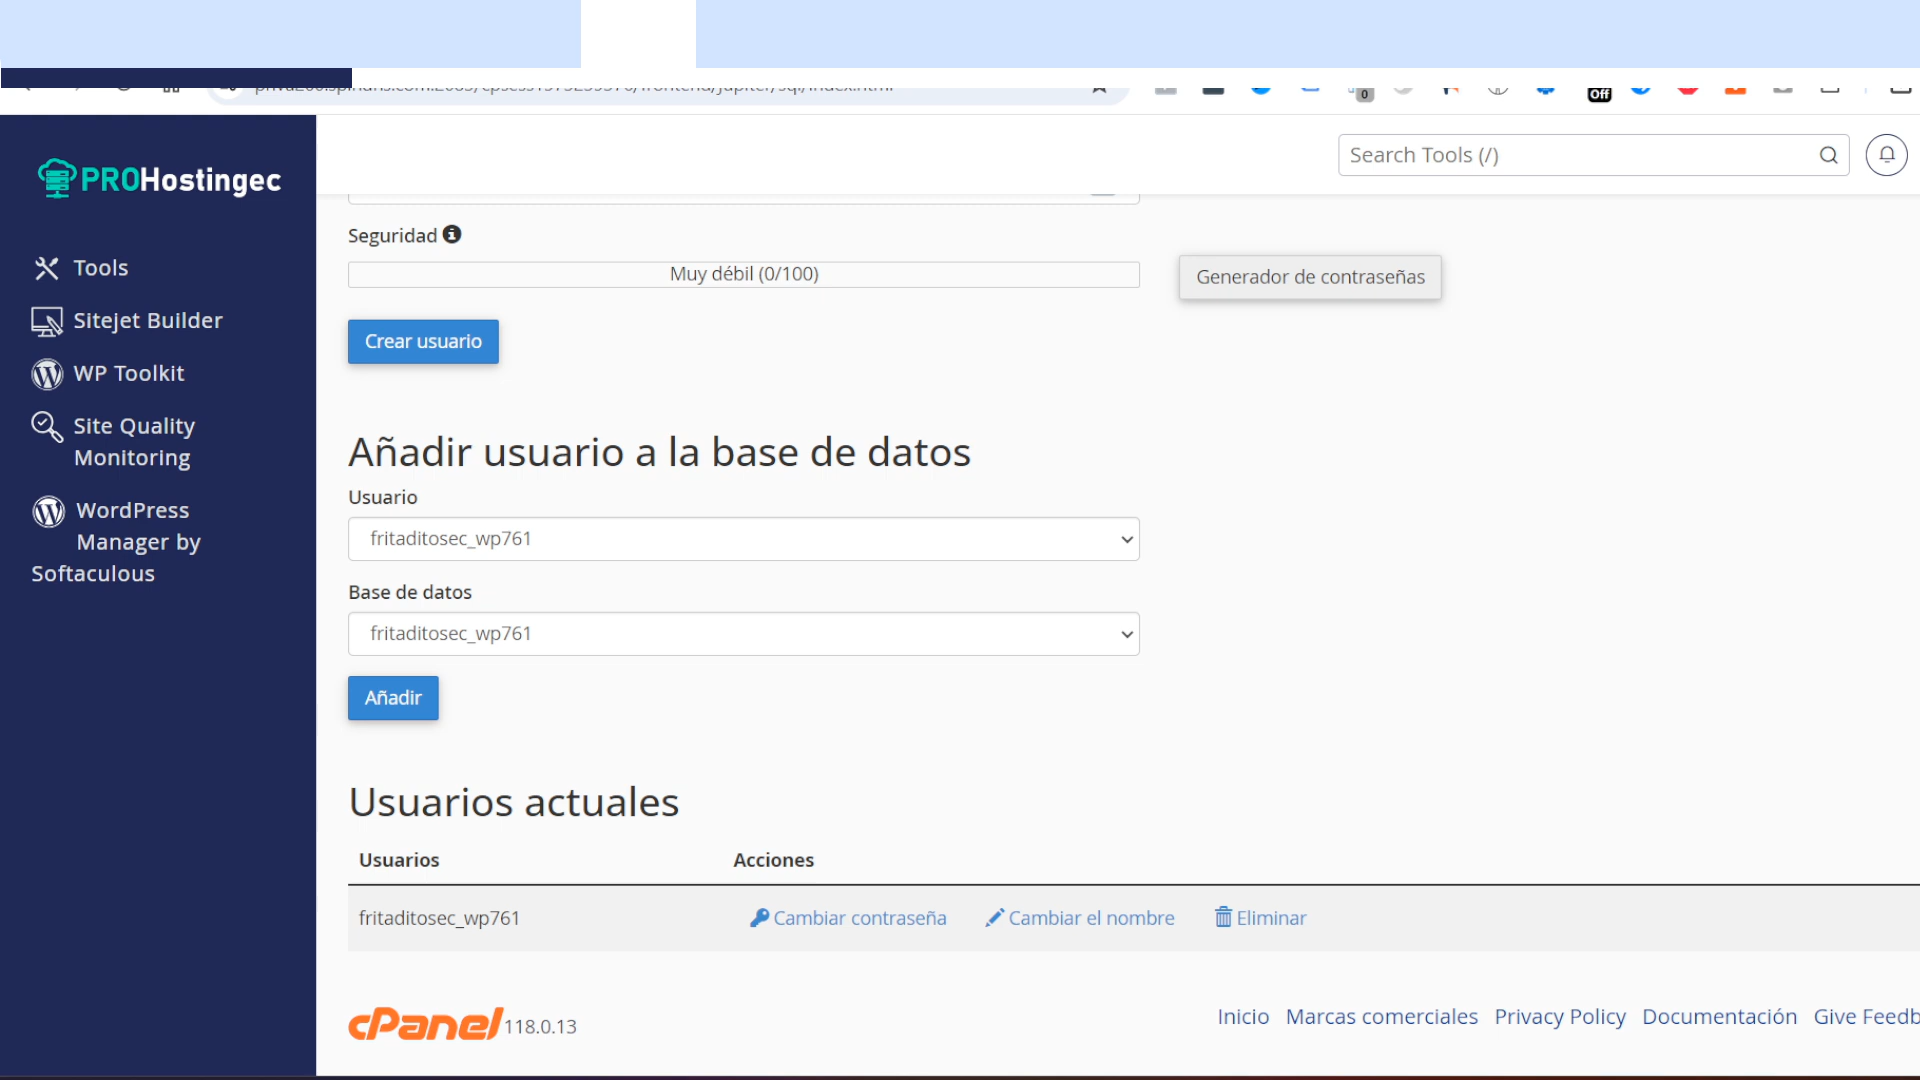 0
Off
PROHostingec
Search Tools (/)
Tools
Sitejet Builder
WP Toolkit
Site Quality
Monitoring
WordPress
Manager by
Softaculous
Seguridad
Muy débil (0/100)
Generador de contraseñas
Crear usuario
Añadir usuario a la base de datos
Usuario
fritaditosec_wp761
Base de datos
fritaditosec_wp761
Añadir
Usuarios actuales
Usuarios Acciones
fritaditosec_wp761 Cambiar contraseña Cambiar el nombre Eliminar
cPanel 118.0.13
Inicio Marcas comerciales Privacy Policy Documentación Give